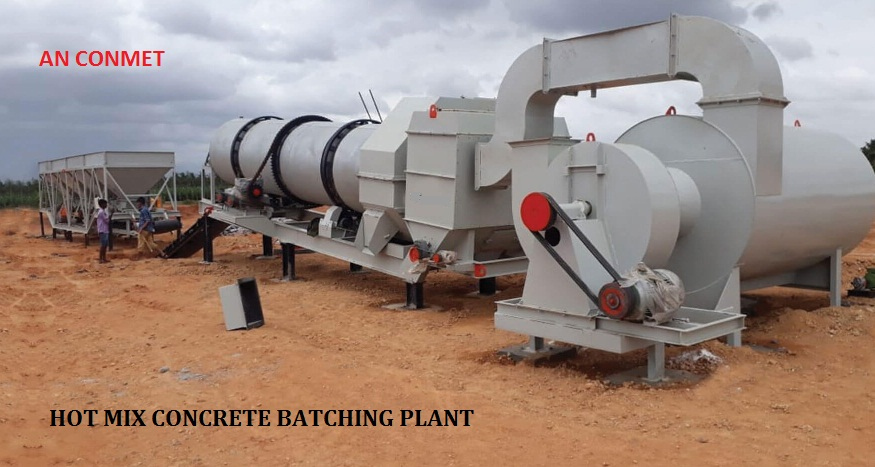 AN CONMET
HOT MIX CONCRETE BATCHING PLANT